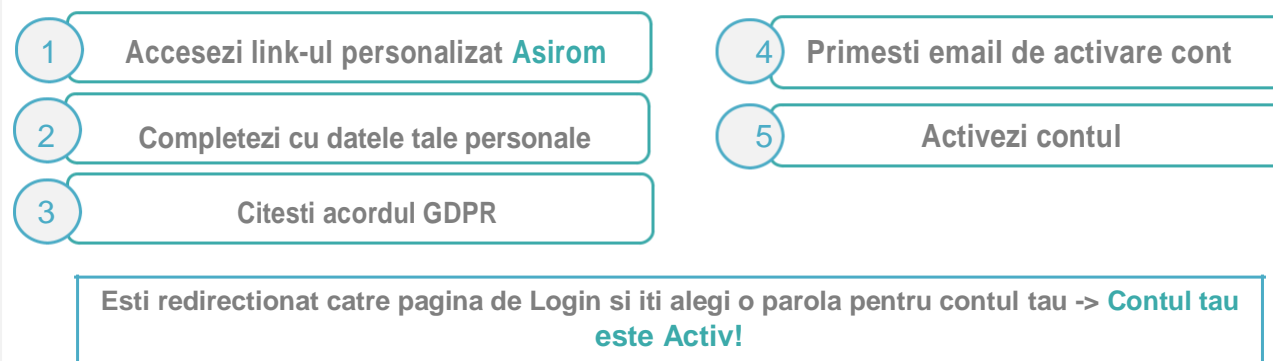 1
Accesezi link-ul personalizat Asirom
2
Completezi cu datele tale personale
3
Citesti acordul GDPR
4
Primesti email de activare cont
5
Activezi contul
Esti redirectionat catre pagina de Login si iti alegi o parola pentru contul tau -> Contul tau
este Activ!